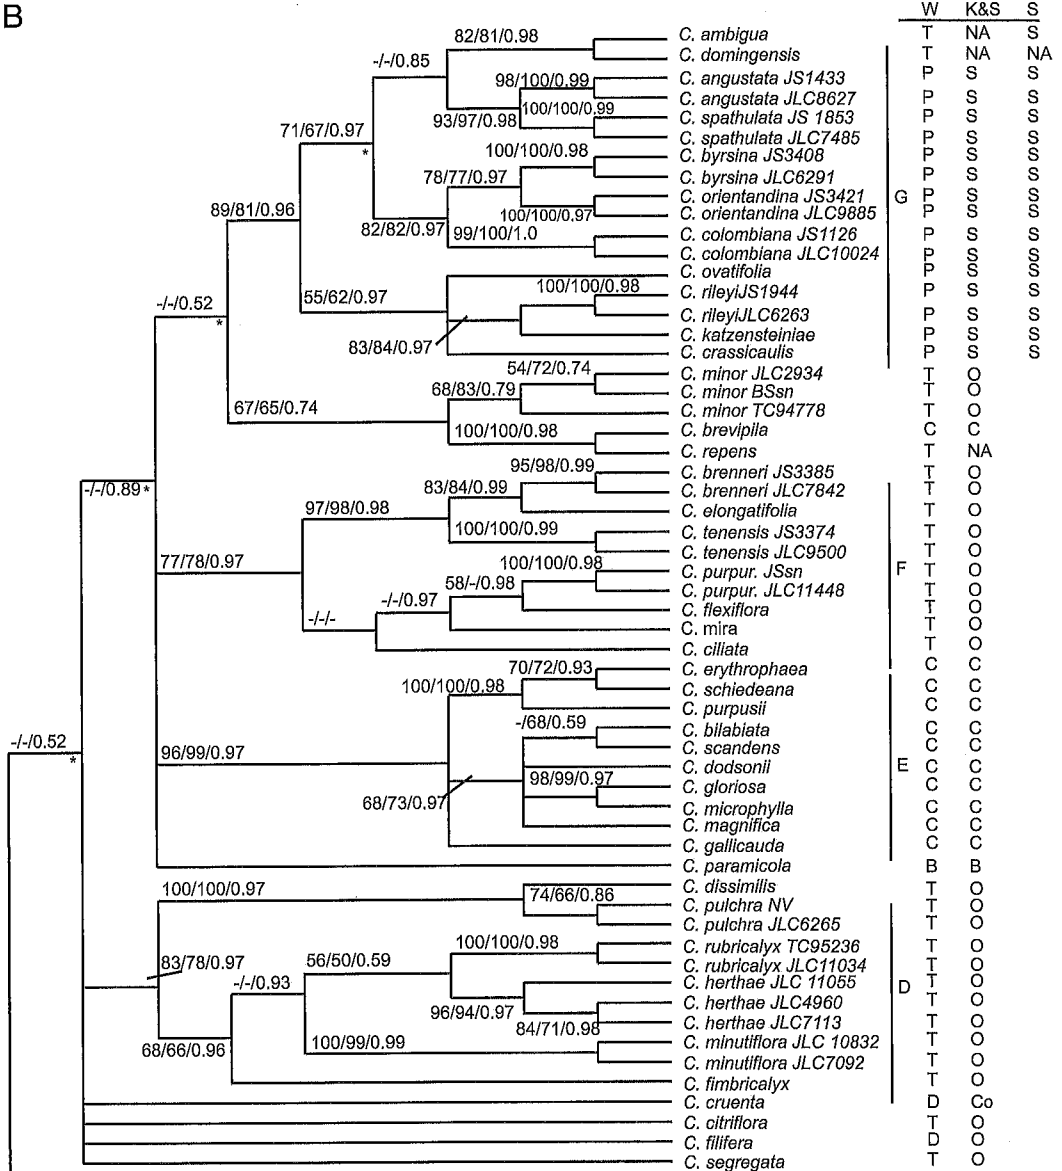 B
W K&S S
82/81/0.98 C. ambigua T NA S
C. domingensis T NA NA
-/-/0.85
98/100/0.99 C. angustata JS1433 P S S
C. angustata JLC8627 P S S
100/100/0.99 C. spathulata JS 1853 P S S
93/97/0.98
71/67/0.97 C. spathulata JLC7485 P S S
*
100/100/0.98 C. byrsina JS3408 P S S
78/77/0.97 C. byrsina JLC6291 P S S
C. orientandina JS3421 P S S
G
89/81/0.96 100/100/0.97 C. orientandina JLC9885 P S S
82/82/0.97 99/100/1.0 C. colombiana JS1126 P S S
C. colombiana JLC10024 P S S
C. ovatifolia P S S
55/62/0.97 100/100/0.98 C. rileyiJS1944 P S S
-/-/0.52
* C. rileyiJLC6263 P S S
83/84/0.97 C. katzensteiniae P S S
C. crassicaulis P S S
54/72/0.74 C. minor JLC2934 T O
68/83/0.79 C. minor BSsn T O
67/65/0.74 C. minor TC94778 T O
100/100/0.98 C. brevipila C C
C. repens T NA
95/98/0.99 C. brenneri JS3385 T O
-/-/0.89* 83/84/0.99 C. brenneri JLC7842 T O
97/98/0.98 C. elongatifolia T O
100/100/0.99 C. tenensis JS3374 T O
C. tenensis JLC9500 T O
77/78/0.97 100/100/0.98 C. purpur. JSsn T O
F
58/-/0.98 C. purpur. JLC11448 T O
-/-/0.97 C. flexiflora T O
-/-/- C. mira T O
C. ciliata T O
70/72/0.93 C. erythrophaea C C
100/100/0.98 C. schiedeana C C
C. purpusii C C
-/68/0.59 C. bilabiata C C
-/-/0.52
*
96/99/0.97 C. scandens C C
C. dodsonii C C
E
98/99/0.97 C. gloriosa C C
68/73/0.97 C. microphylla C C
C. magnifica C C
C. gallicauda C C
C. paramicola B B
100/100/0.97 C. dissimilis T O
74/66/0.86 C. pulchra NV T O
C. pulchra JLC6265 T O
100/100/0.98 C. rubricalyx TC95236 T O
83/78/0.97 56/50/0.59 C. rubricalyx JLC11034 T O
-/-/0.93 C. herthae JLC 11055 T O
D
96/94/0.97 C. herthae JLC4960 T O
84/71/0.98 C. herthae JLC7113 T O
68/66/0.96 100/99/0.99 C. minutiflora JLC 10832 T O
C. minutiflora JLC7092 T O
C. fimbricalyx T O
C. cruenta D Co
C. citriflora T O
C. filifera D O
C. segregata T O